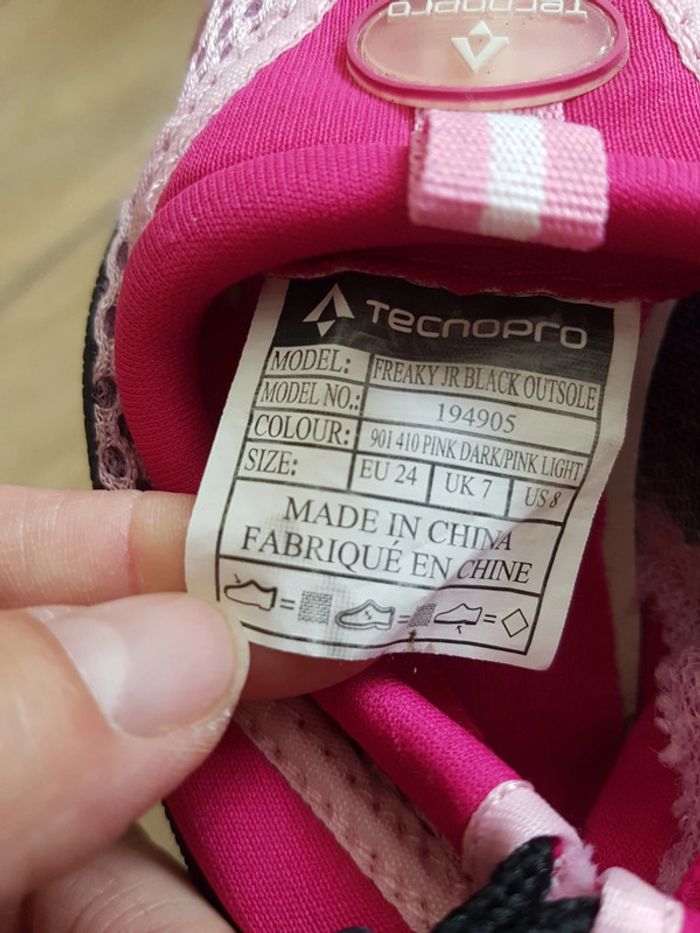 TECNOPRO
TECNOPRO
MODEL: FREAKY JR BLACK OUTSOLE
MODEL NO.: 194905
COLOUR: 901 410 PINK DARK/PINK LIGHT
SIZE: EU 24 UK 7 US 8
MADE IN CHINA
FABRIQUÉ EN CHINE
= = =